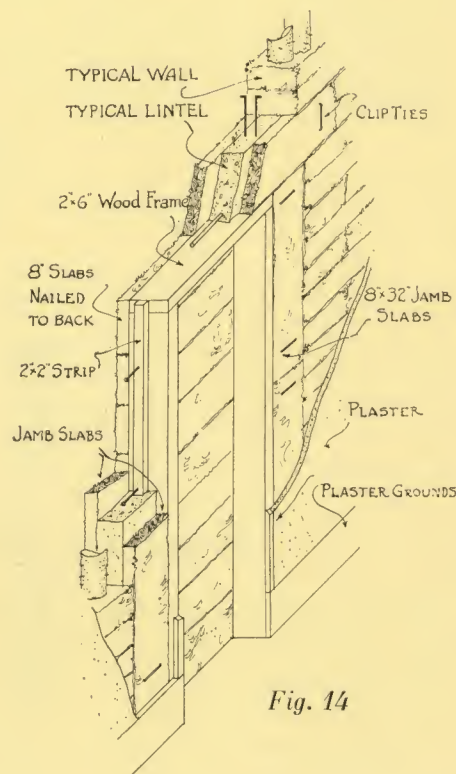 TYPICAL WALL
TYPICAL LINTEL
CLIP TIES
2"x6" Wood Frame
8" SLABS
NAILED
TO BACK
8"x32" JAMB
SLABS
2"x2" STRIP
PLASTER
JAMB SLABS
PLASTER GROUNDS
Fig. 14